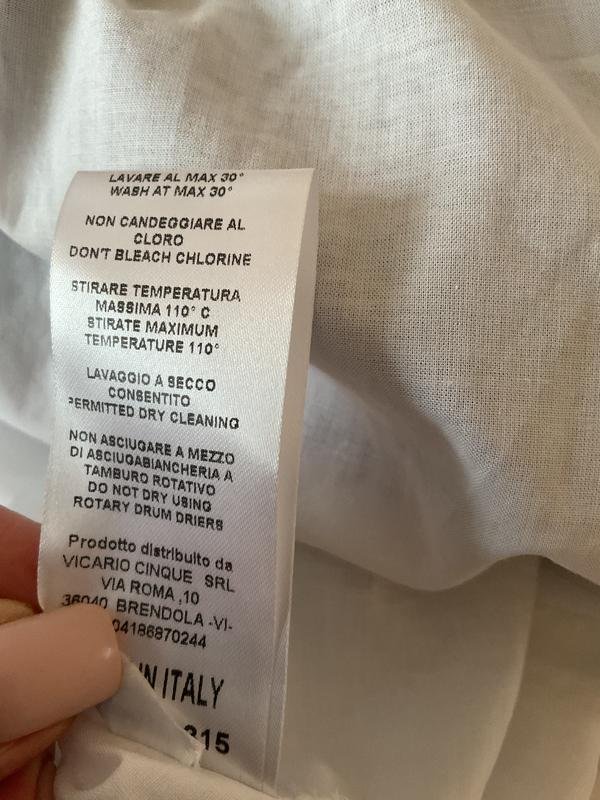 LAVARE AL MAX 30°
WASH AT MAX 30°
NON CANDEGGIARE AL
CLORO
DON'T BLEACH CHLORINE
STIRARE TEMPERATURA
MASSIMA 110° C
STIRATE MAXIMUM
TEMPERATURE 110°
LAVAGGIO A SECCO
CONSENTITO
PERMITTED DRY CLEANING
NON ASCIUGARE A MEZZO
DI ASCIUGABIANCHERIA A
TAMBURO ROTATIVO
DO NOT DRY USING
ROTARY DRUM DRIERS
Prodotto distribuito da
VICARIO CINQUE SRL
VIA ROMA ,10
36040 BRENDOLA -VI-
04186870244
IN ITALY
315